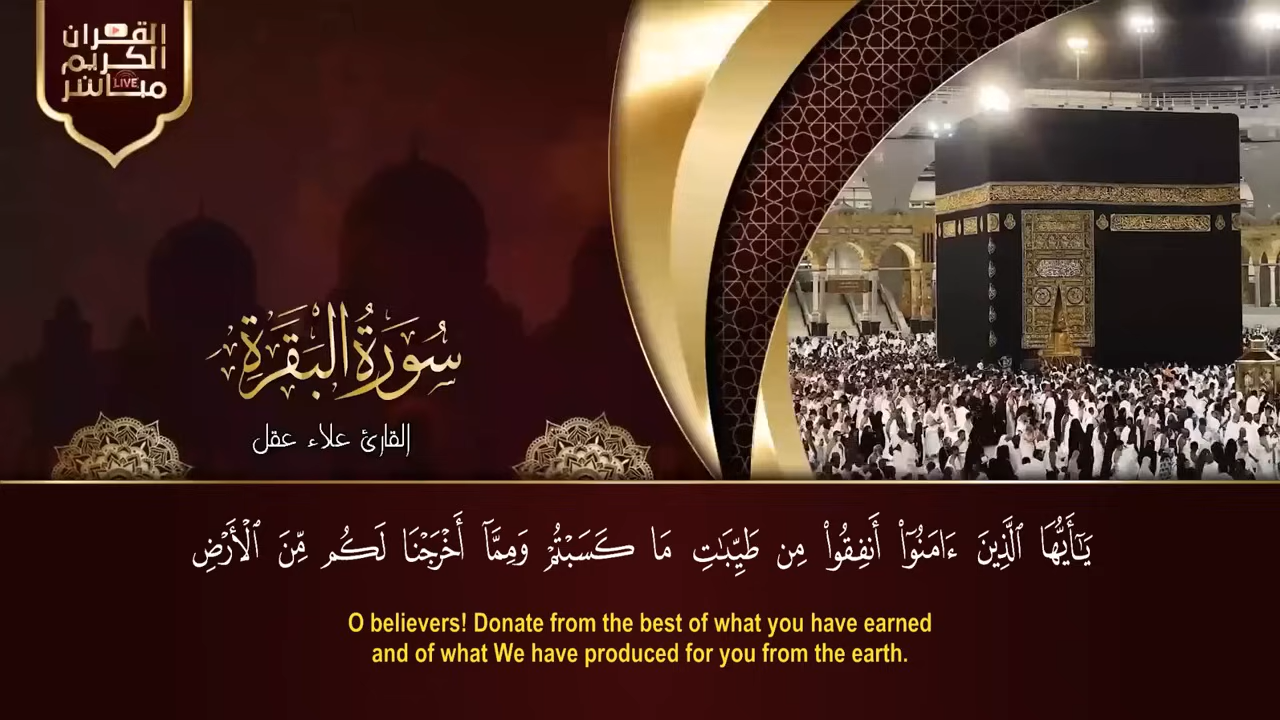 القرآن
الكريم
مباشر
LIVE
سُورَةُ البَقَرَة
القارئ علاء عقل
يَـٰٓأَيُّهَا ٱلَّذِينَ ءَامَنُوٓا۟ أَنفِقُوا۟ مِن طَيِّبَـٰتِ مَا كَسَبْتُمْ وَمِمَّآ أَخْرَجْنَا لَكُم مِّنَ ٱلْأَرْضِ
O believers! Donate from the best of what you have earned
and of what We have produced for you from the earth.